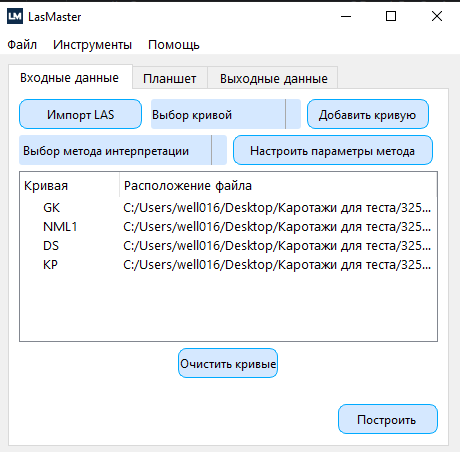 LM LasMaster
Файл Инструменты Помощь
Входные данные Планшет Выходные данные
Импорт LAS Выбор кривой Добавить кривую
Выбор метода интерпретации Настроить параметры метода
Кривая Расположение файла
GK C:/Users/well016/Desktop/Каротажи для теста/325...
NML1 C:/Users/well016/Desktop/Каротажи для теста/325...
DS C:/Users/well016/Desktop/Каротажи для теста/325...
KP C:/Users/well016/Desktop/Каротажи для теста/325...
Очистить кривые
Построить